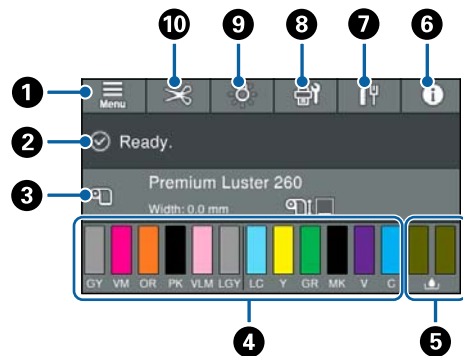 10 9 8 7 6
1
Menu
i
2
Ready.
3
Premium Luster 260
Width: 0.0 mm
GY VM OR PK VLM LGY LC Y GR MK V C
4 5